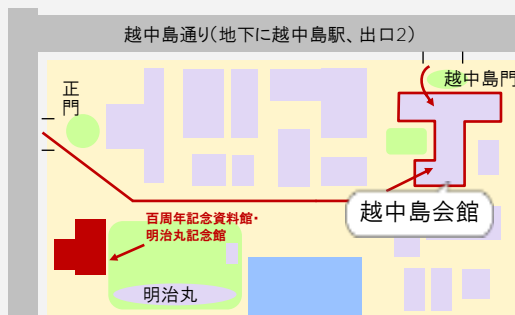 越中島通り(地下に越中島駅、出口2)
越中島門
正門
越中島会館
百周年記念資料館・
明治丸記念館
明治丸